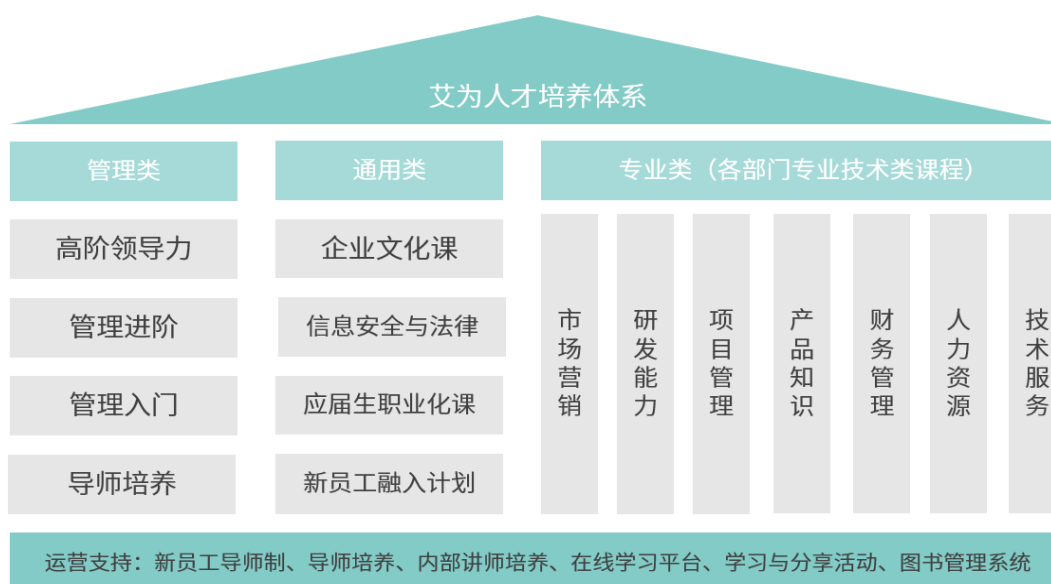 艾为人才培养体系
管理类
通用类
专业类（各部门专业技术类课程）
高阶领导力
管理进阶
管理入门
导师培养
企业文化课
信息安全与法律
应届生职业化课
新员工融入计划
市场营销
研发能力
项目管理
产品知识
财务管理
人力资源
技术服务
运营支持：新员工导师制、导师培养、内部讲师培养、在线学习平台、学习与分享活动、图书管理系统